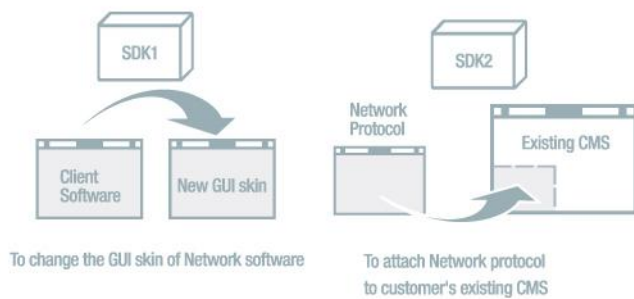 SDK1
Client
Software
New GUI skin
To change the GUI skin of Network software
SDK2
Network
Protocol
Existing CMS
To attach Network protocol
to customer's existing CMS